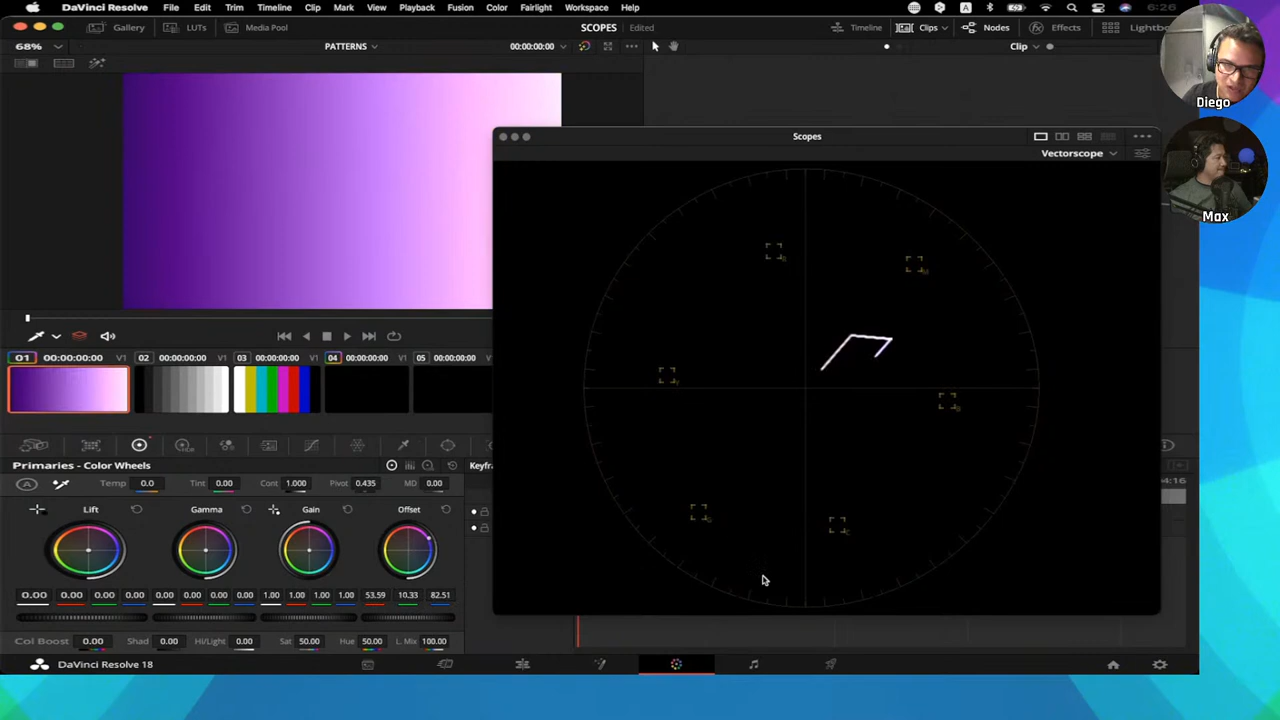 DaVinci Resolve File Edit Trim Timeline Clip Mark View Playback Fusion Color Fairlight Workspace Help 6:26
Gallery LUTs Media Pool SCOPES Edited Timeline Clips Nodes Effects Lightb
68% PATTERNS 00:00:00:00 Clip
Diego
Scopes
Vectorscope
Max
R
M
Y
B
G
C
01 00:00:00:00 V1 02 00:00:00:00 V1 03 00:00:00:00 V1 04 00:00:00:00 V1 05 00:00:00:00
Primaries - Color Wheels Keyfr
Temp 0.0 Tint 0.00 Cont 1.000 Pivot 0.435 MD 0.00 4:16
Lift Gamma Gain Offset
0.00 0.00 0.00 0.00 0.00 0.00 0.00 0.00 1.00 1.00 1.00 1.00 53.59 10.33 82.51
Col Boost 0.00 Shad 0.00 Hi/Light 0.00 Sat 50.00 Hue 50.00 L. Mix 100.00
DaVinci Resolve 18